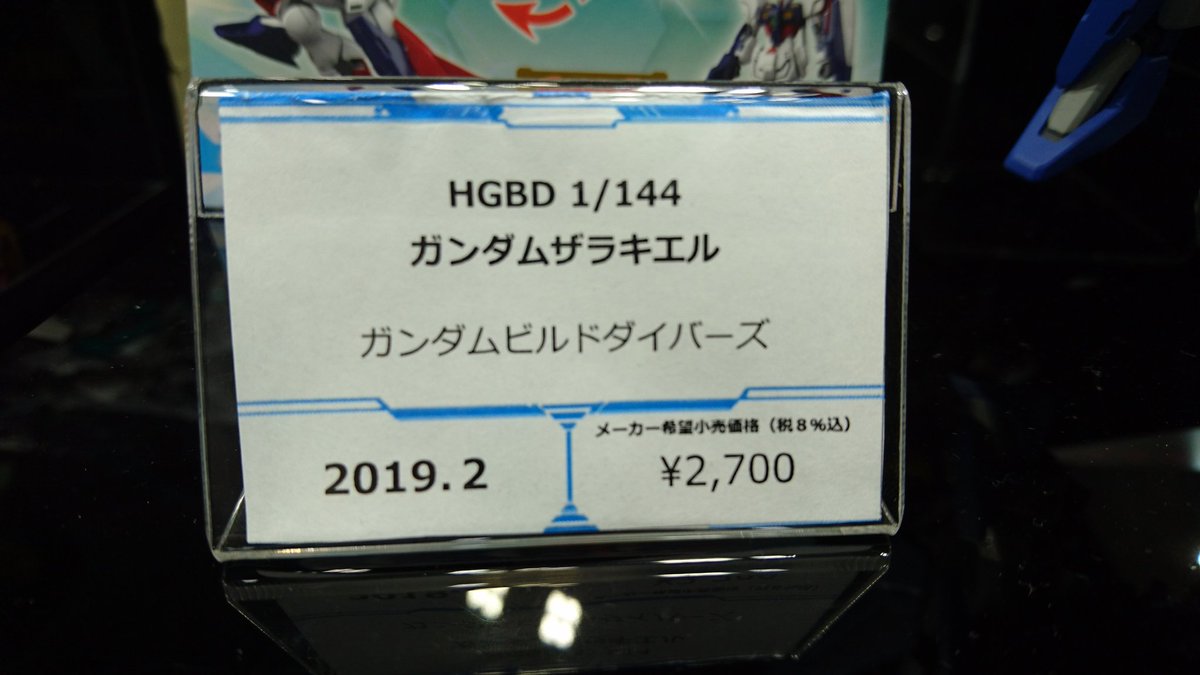 HGBD 1/144
ガンダムザラキエル
ガンダムビルドダイバーズ
2019.2
メーカー希望小売価格（税8%込）
¥2,700